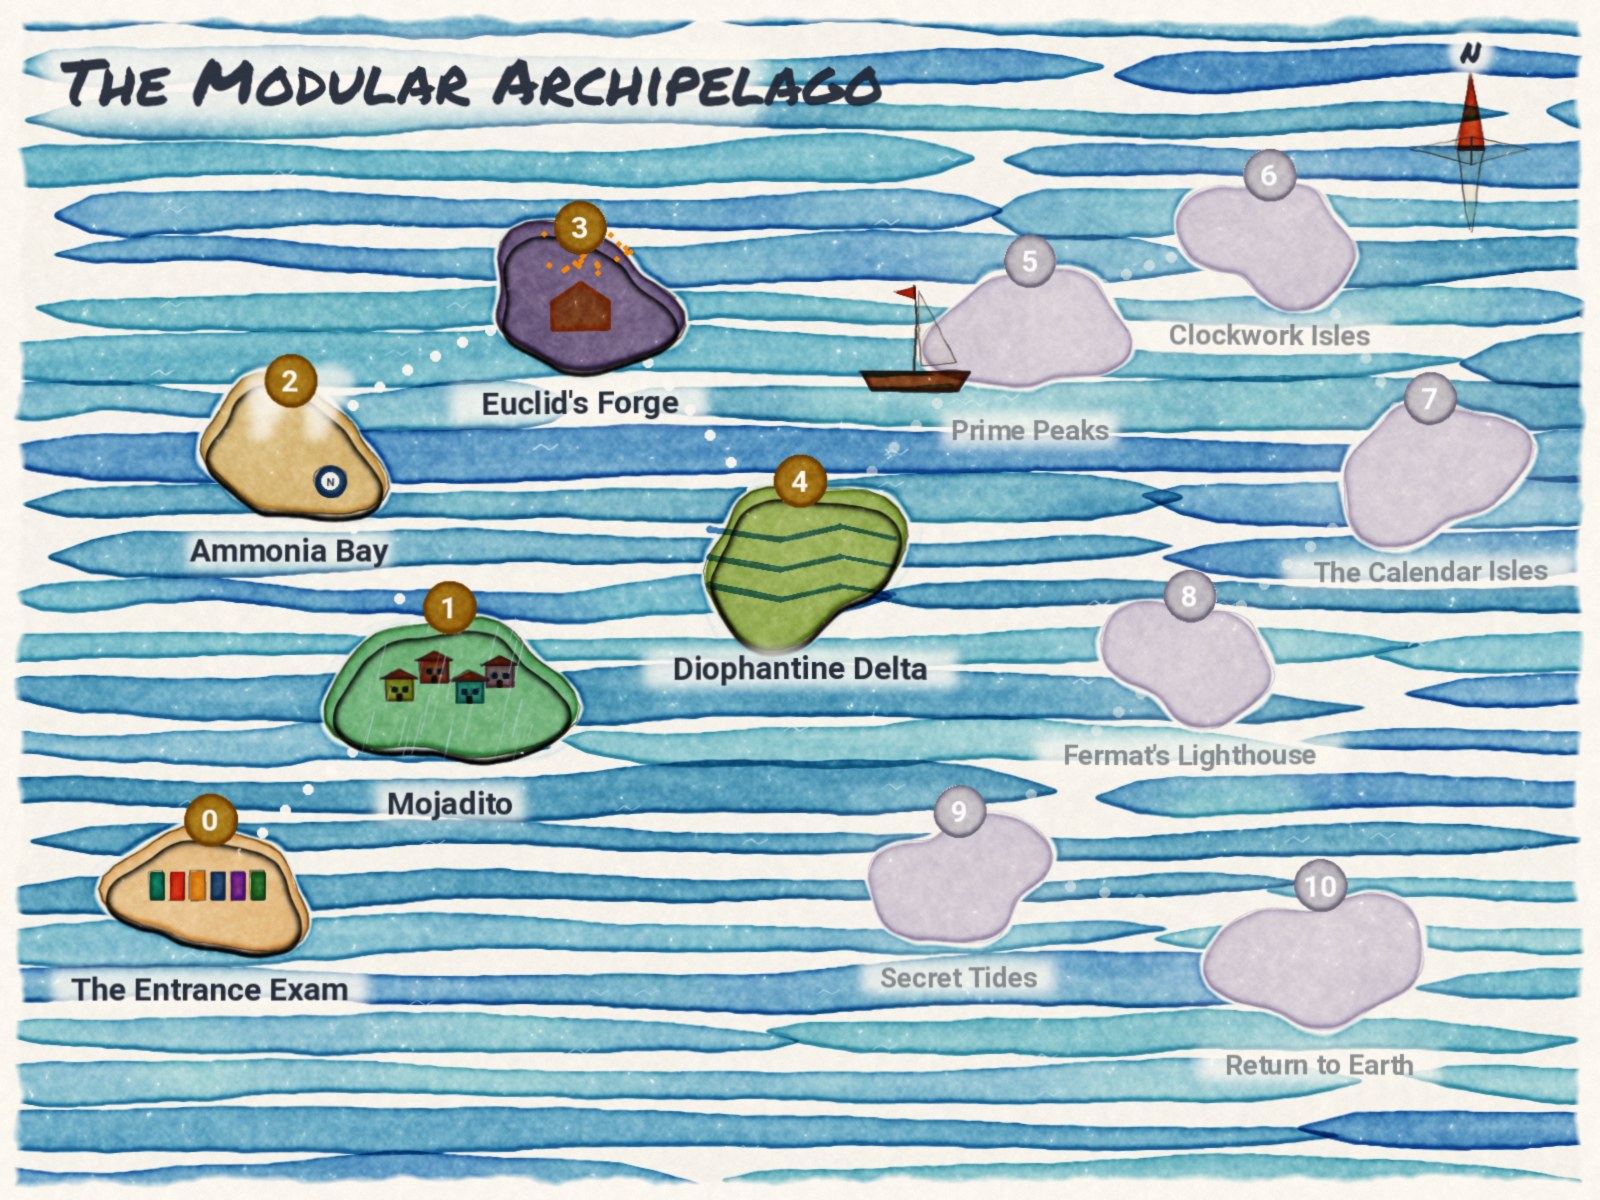 The Modular Archipelago
N
6
3
5
Clockwork Isles
2
Euclid's Forge
7
Prime Peaks
4
N
Ammonia Bay
The Calendar Isles
1
8
Diophantine Delta
Fermat's Lighthouse
Mojadito
9
0
10
Secret Tides
The Entrance Exam
Return to Earth